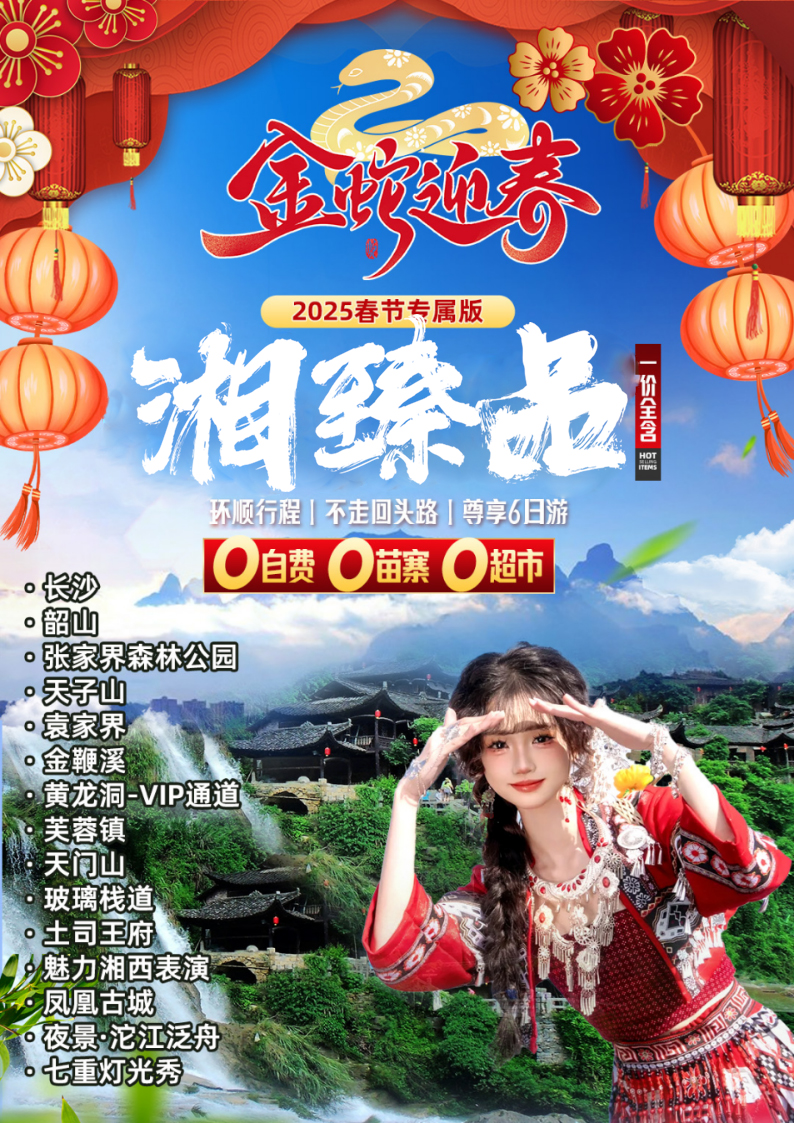 金蛇迎春
2025春节专属版
湘臻品
一价全含
HOT
ITEMS
环顺行程 | 不走回头路 | 尊享6日游
0自费 0苗寨 0超市
· 长沙
· 韶山
· 张家界森林公园
· 天子山
· 袁家界
· 金鞭溪
· 黄龙洞-VIP通道
· 芙蓉镇
· 天门山
· 玻璃栈道
· 土司王府
· 魅力湘西表演
· 凤凰古城
· 夜景·沱江泛舟
· 七重灯光秀